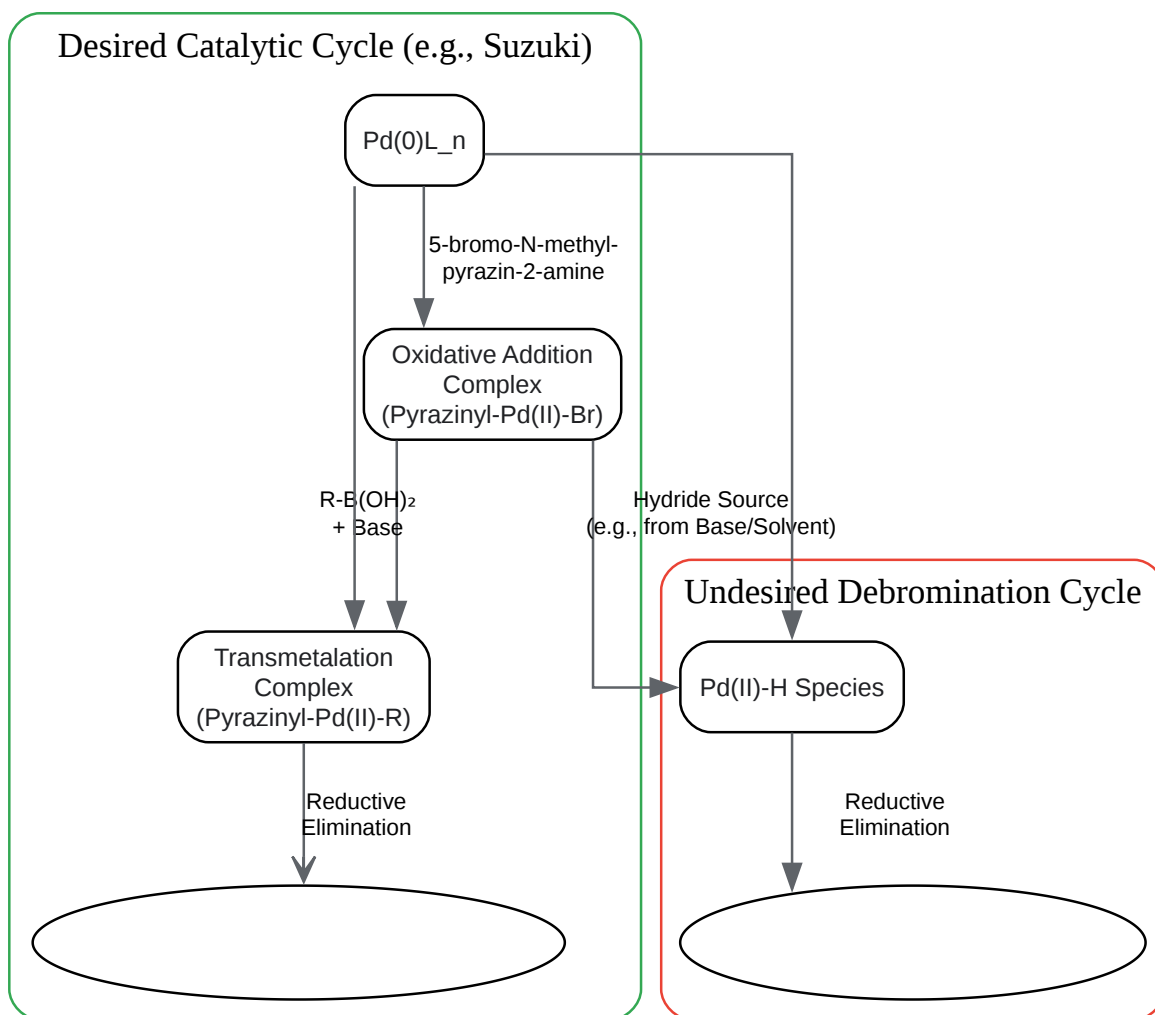 Desired Catalytic Cycle (e.g., Suzuki)
Pd(0)L_n
5-bromo-N-methyl-
pyrazin-2-amine
Oxidative Addition
Complex
(Pyrazinyl-Pd(II)-Br)
R-B(OH)₂
+ Base
Hydride Source
(e.g., from Base/Solvent)
Undesired Debromination Cycle
Transmetalation
Complex
(Pyrazinyl-Pd(II)-R)
Pd(II)-H Species
Reductive
Elimination
Reductive
Elimination